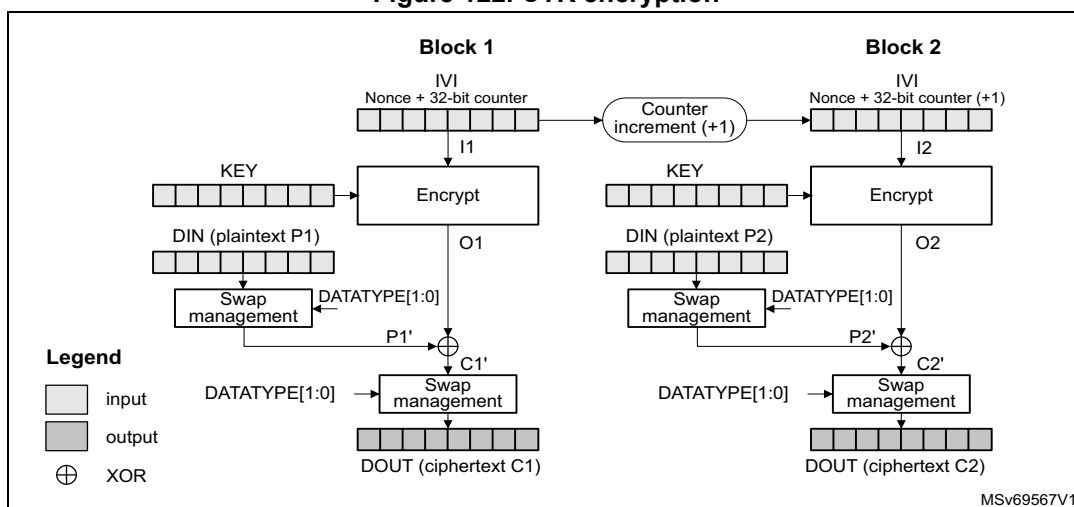 Block 1
Block 2
IVI
Nonce + 32-bit counter
Counter
increment (+1)
IVI
Nonce + 32-bit counter (+1)
I1
I2
KEY
Encrypt
KEY
Encrypt
DIN (plaintext P1)
O1
DIN (plaintext P2)
O2
Swap
management
DATATYPE[1:0]
Swap
management
DATATYPE[1:0]
P1'
P2'
C1'
C2'
Legend
input
output
XOR
DATATYPE[1:0]
Swap
management
DATATYPE[1:0]
Swap
management
DOUT (ciphertext C1)
DOUT (ciphertext C2)
MSv69567V1